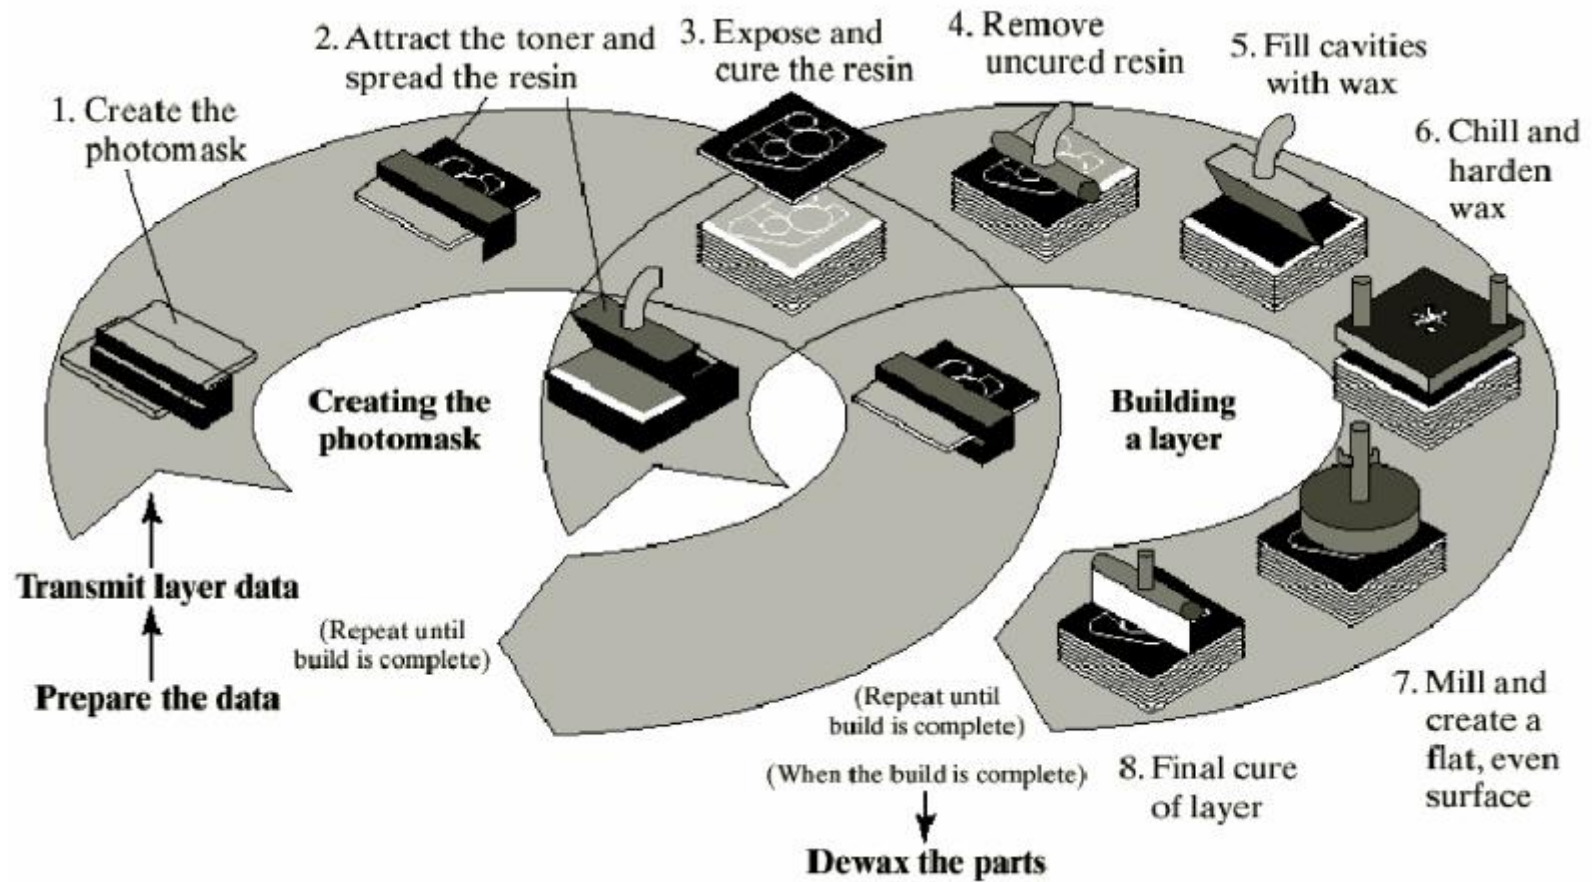 1. Create the
photomask
2. Attract the toner and
spread the resin
3. Expose and
cure the resin
4. Remove
uncured resin
5. Fill cavities
with wax
6. Chill and
harden
wax
Creating the
photomask
Building
a layer
Transmit layer data
Prepare the data
(Repeat until
build is complete)
(Repeat until
build is complete)
(When the build is complete)
Dewax the parts
7. Mill and
create a
flat, even
surface
8. Final cure
of layer